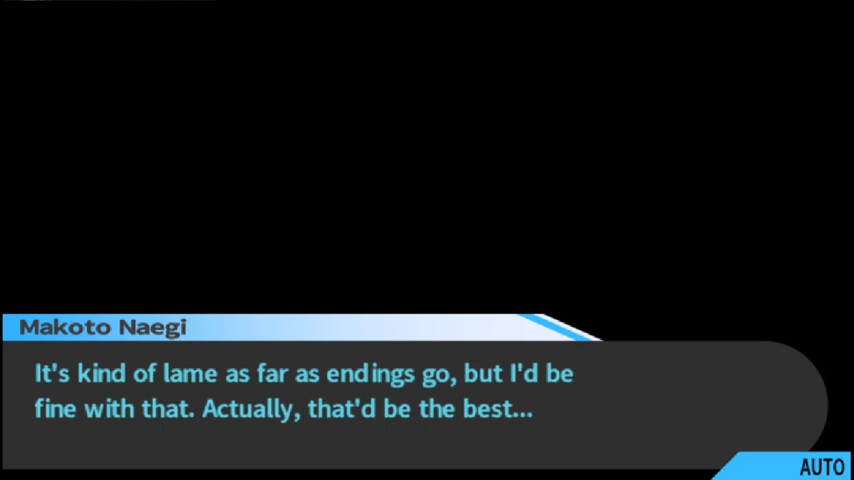 Makoto Naegi
It's kind of lame as far as endings go, but I'd be
fine with that. Actually, that'd be the best...
AUTO